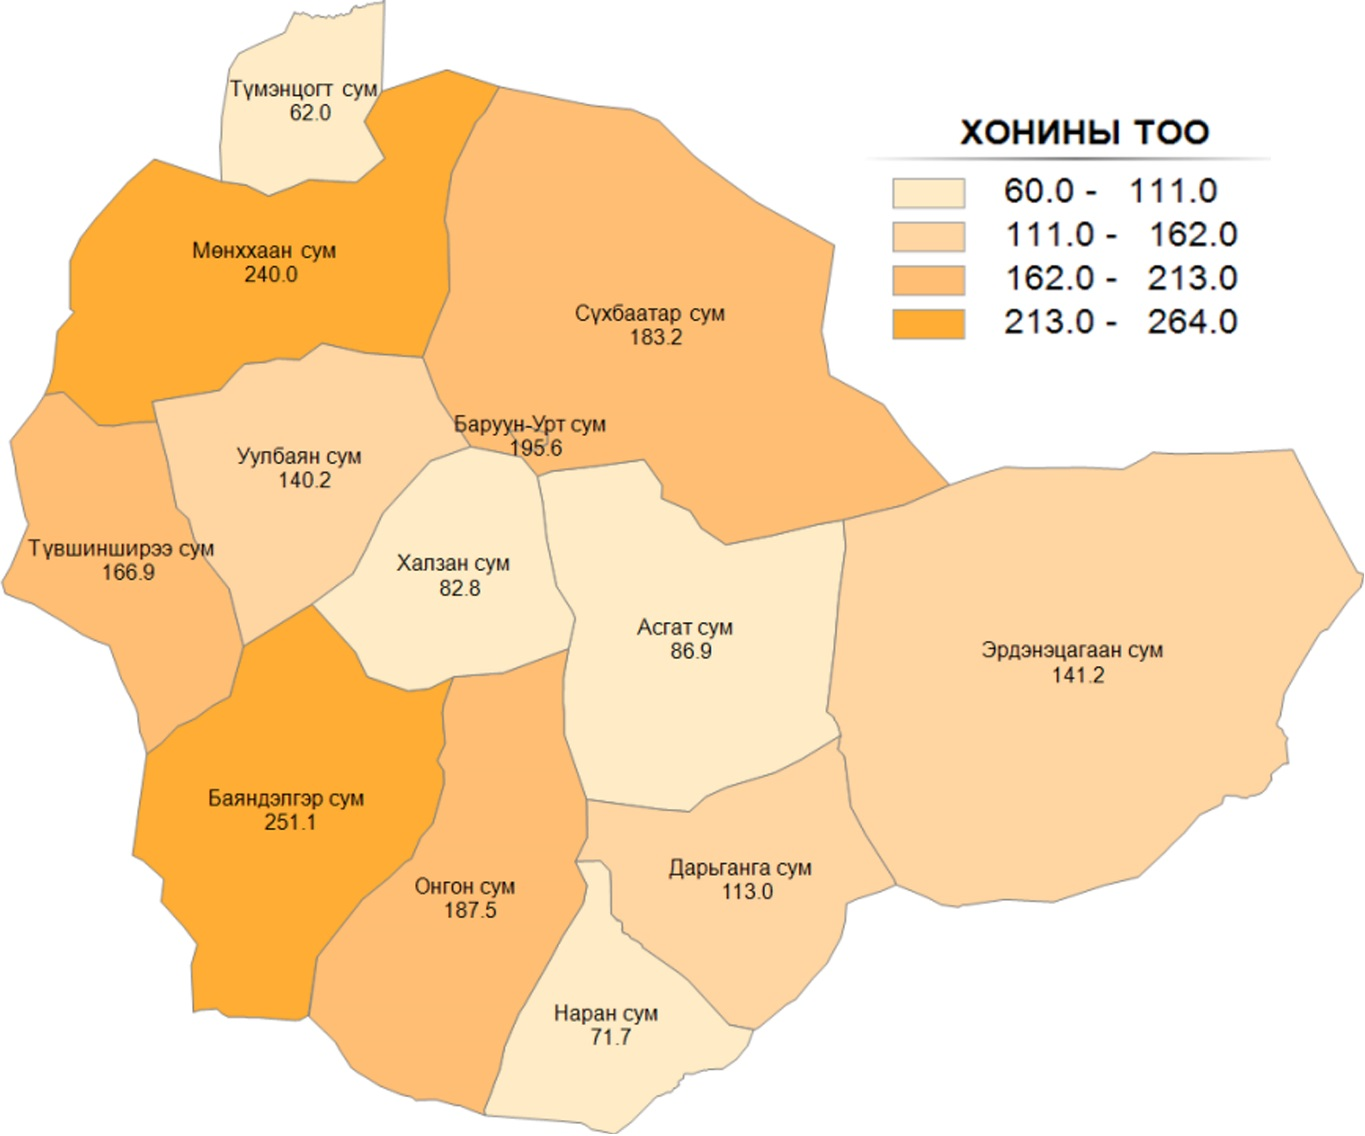 Түмэнцогт сум
62.0
ХОНИНЫ ТОО
60.0 - 111.0
111.0 - 162.0
162.0 - 213.0
213.0 - 264.0
Мөнххаан сум
240.0
Сүхбаатар сум
183.2
Баруун-Урт сум
195.6
Уулбаян сум
140.2
Түвшинширээ сум
166.9
Халзан сум
82.8
Асгат сум
86.9
Эрдэнэцагаан сум
141.2
Баяндэлгэр сум
251.1
Онгон сум
187.5
Дарьганга сум
113.0
Наран сум
71.7